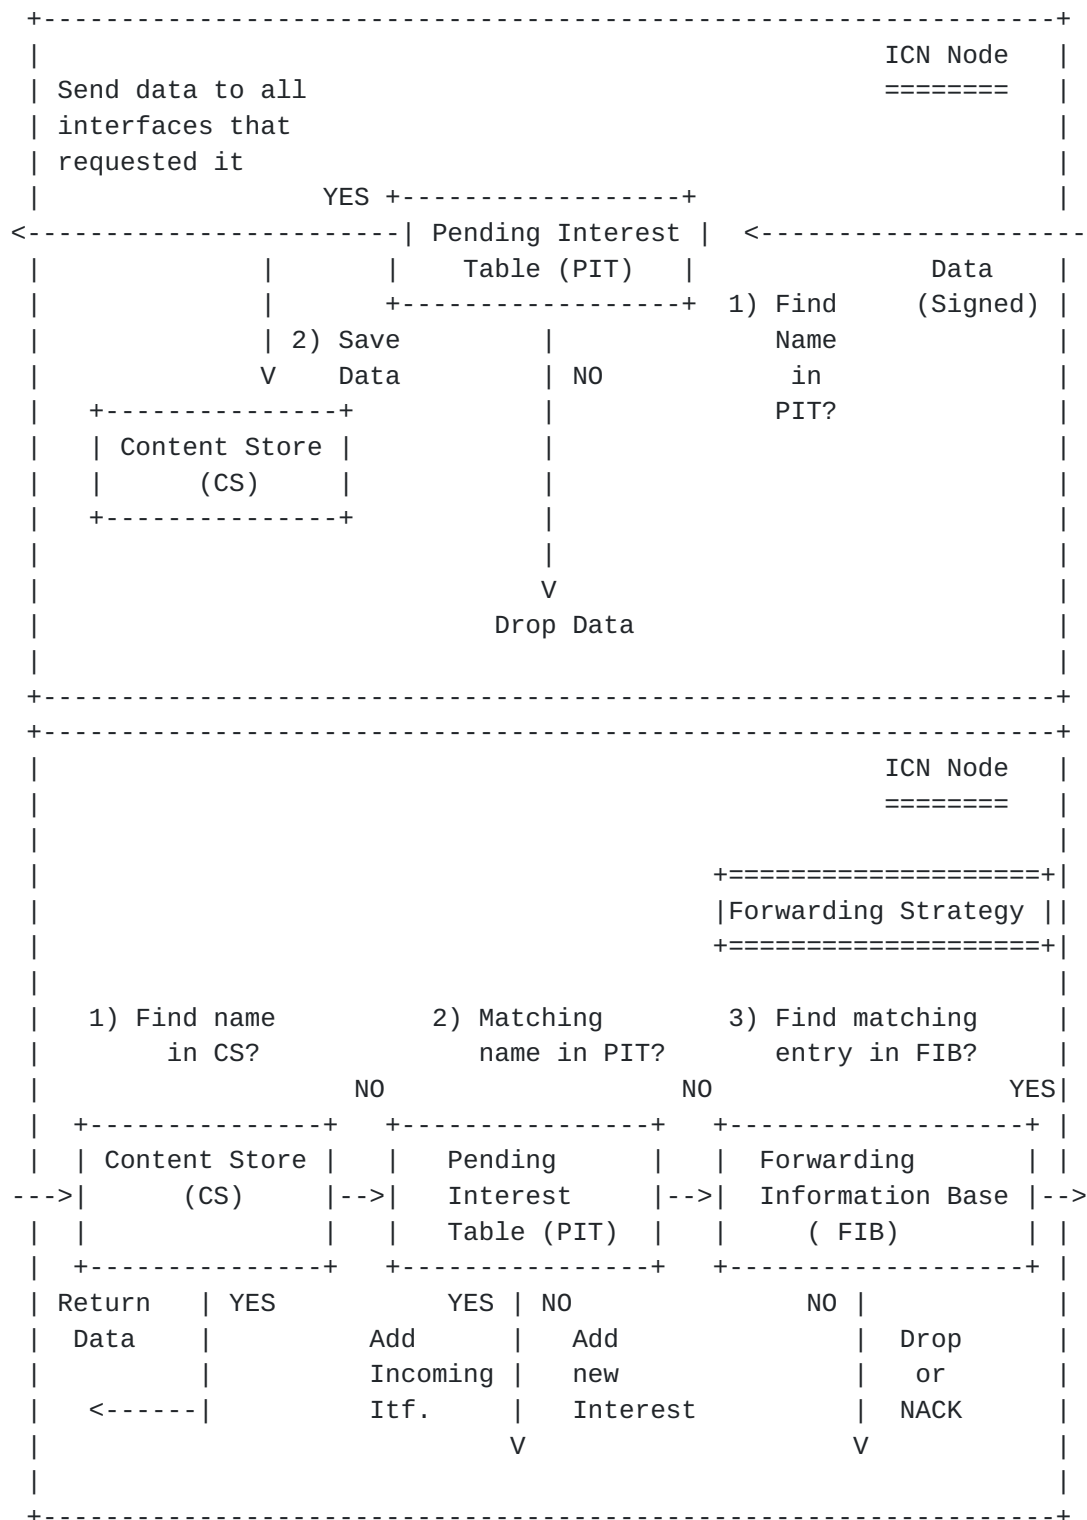 +-----------------------------------------------------------------+
|                                                      ICN Node   |
| Send data to all                                     ========   |
| interfaces that                                                 |
| requested it                                                    |
|                  YES +------------------+                       |
<------------------------| Pending Interest |  <---------------------
|              |       |    Table (PIT)   |               Data    |
|              |       +------------------+  1) Find     (Signed) |
|              | 2) Save         |              Name              |
|              V    Data         | NO            in               |
|   +---------------+            |              PIT?              |
|   | Content Store |            |                                |
|   |      (CS)     |            |                                |
|   +---------------+            |                                |
|                                |                                |
|                                V                                |
|                             Drop Data                           |
|                                                                 |
+-----------------------------------------------------------------+
+-----------------------------------------------------------------+
|                                                      ICN Node   |
|                                                      ========   |
|                                                                 |
|                                           +====================+|
|                                           |Forwarding Strategy ||
|                                           +====================+|
|                                                                 |
|   1) Find name          2) Matching        3) Find matching     |
|        in CS?              name in PIT?       entry in FIB?     |
|                    NO                   NO                   YES|
|  +---------------+   +----------------+   +-------------------+ |
|  | Content Store |   |   Pending      |   |  Forwarding       | |
--->|      (CS)     |-->|   Interest     |-->|  Information Base |-->
|  |               |   |   Table (PIT)  |   |     ( FIB)        | |
|  +---------------+   +----------------+   +-------------------+ |
| Return   | YES           YES | NO               NO |            |
|  Data    |          Add      |   Add               |  Drop      |
|          |          Incoming |   new               |   or       |
|   <------|          Itf.     |   Interest          |  NACK      |
|                              V                     V            |
|                                                                 |
+-----------------------------------------------------------------+